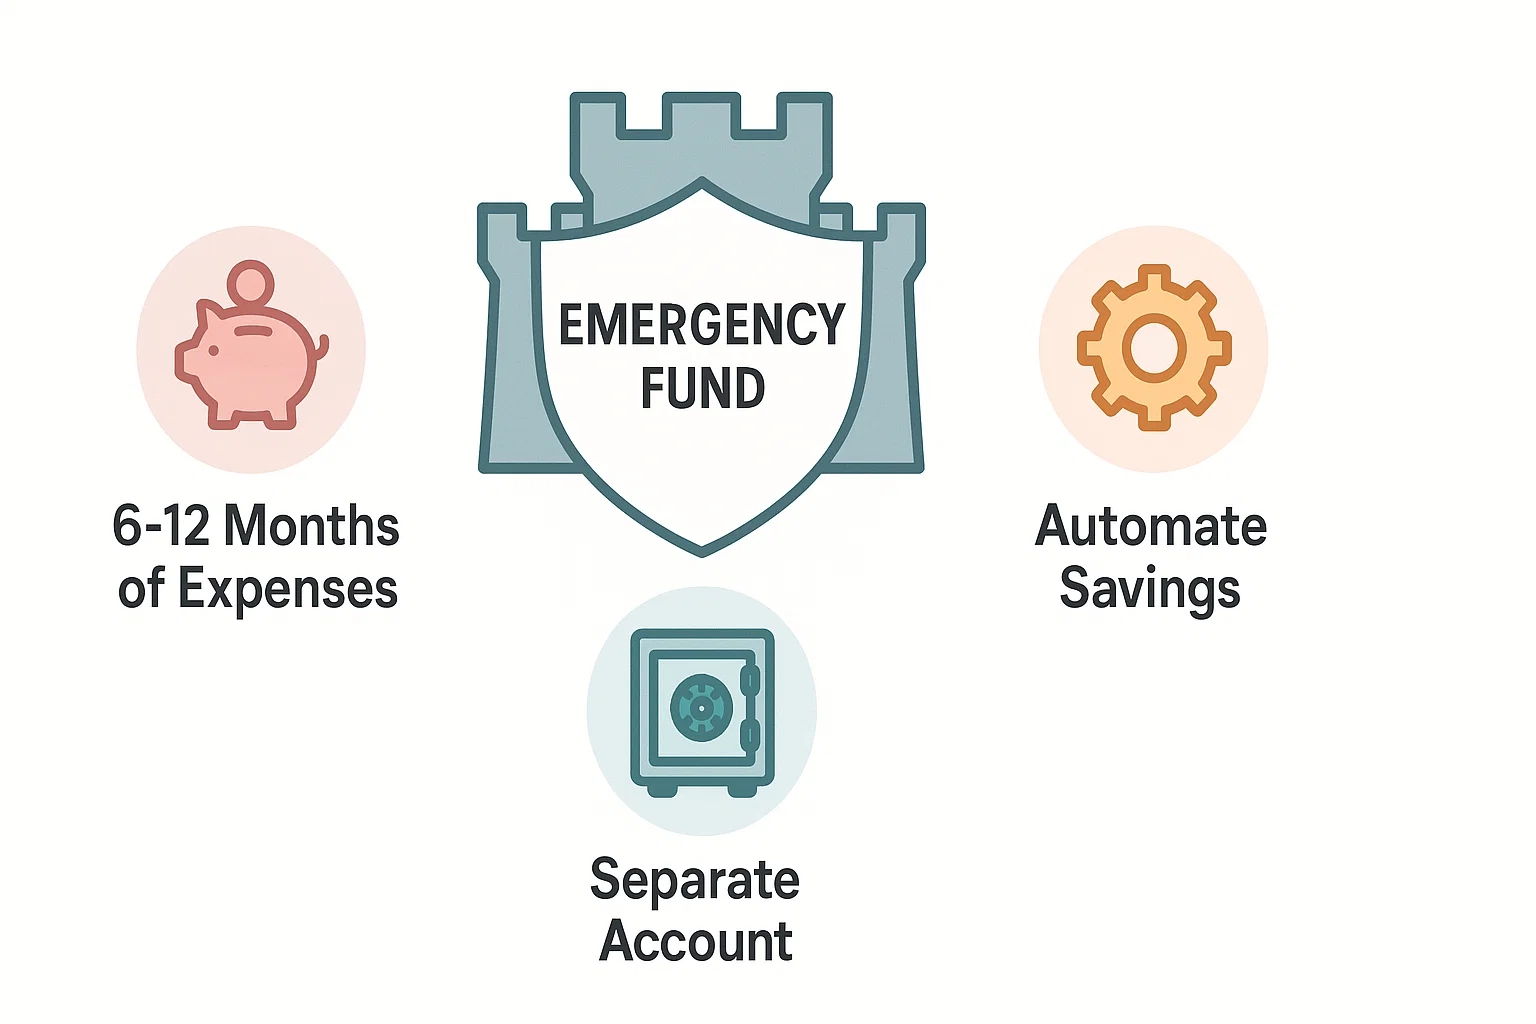 EMERGENCY
FUND
6-12 Months
of Expenses
Automate
Savings
Separate
Account